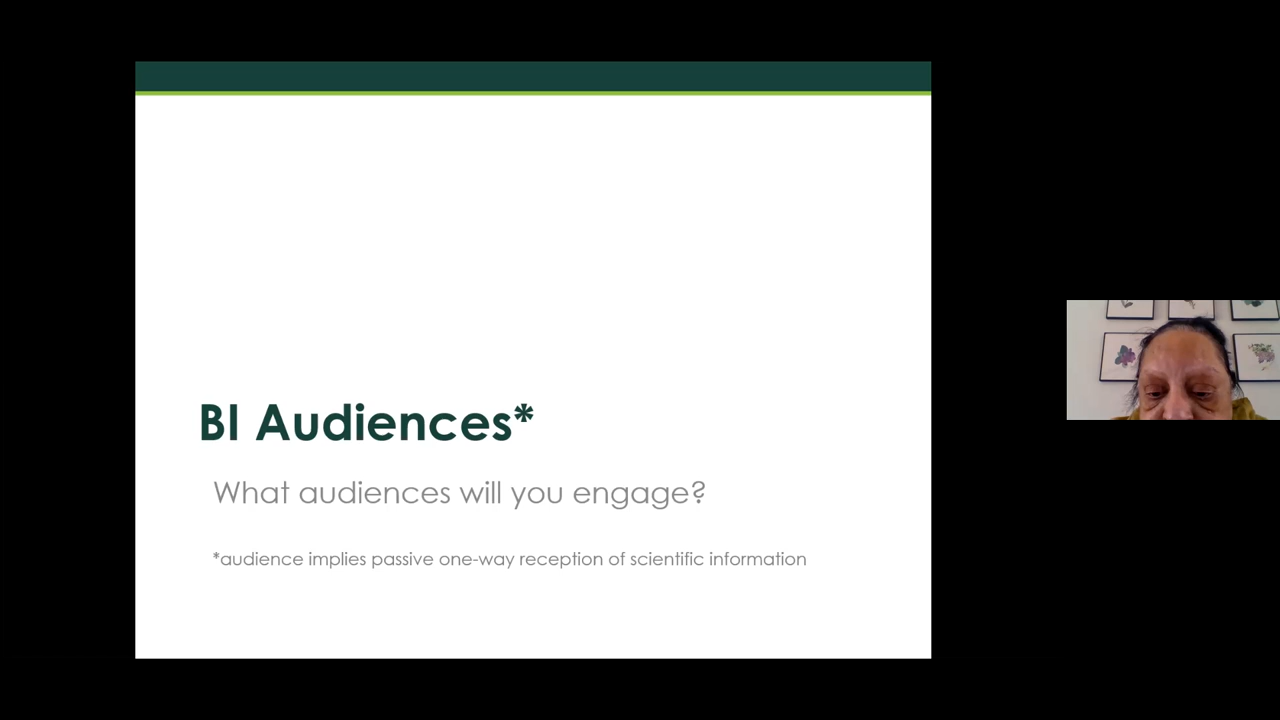 BI Audiences*
What audiences will you engage?
*audience implies passive one-way reception of scientific information